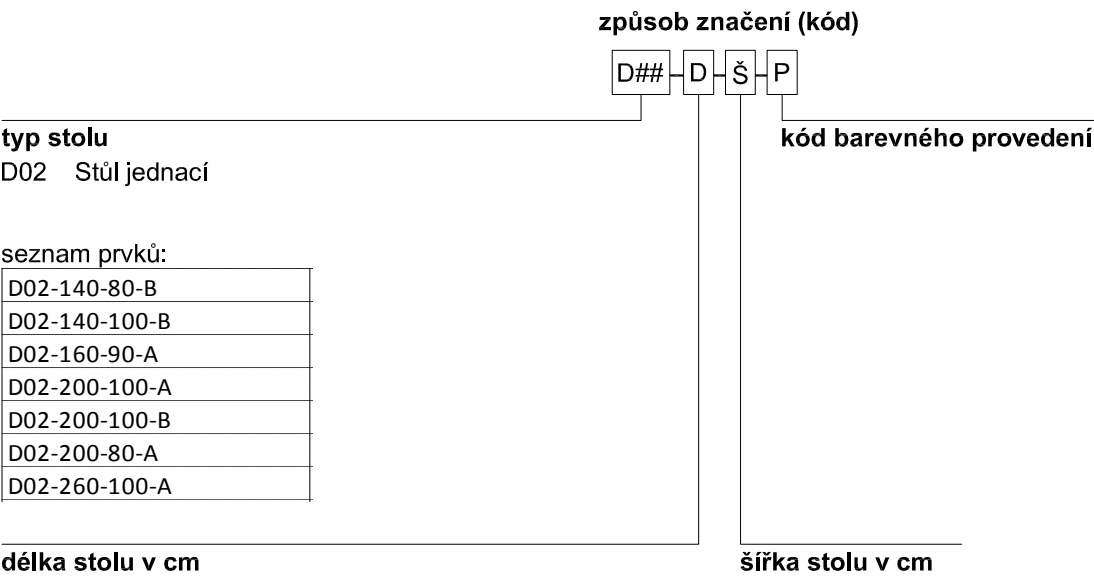 způsob značení (kód)
D## D Š P
typ stolu
kód barevného provedení
D02 Stůl jednací
seznam prvků:
D02-140-80-B
D02-140-100-B
D02-160-90-A
D02-200-100-A
D02-200-100-B
D02-200-80-A
D02-260-100-A
délka stolu v cm
šířka stolu v cm